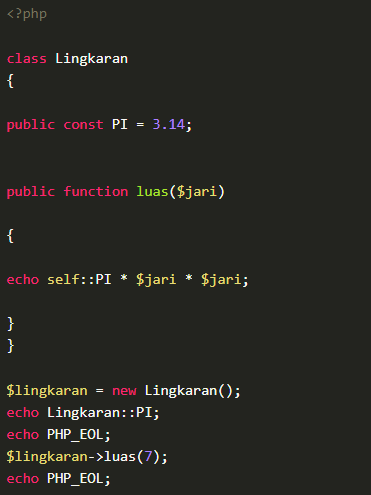 <?php
class Lingkaran
{
public const PI = 3.14;
public function luas($jari)
{
echo self::PI * $jari * $jari;
}
}
$lingkaran = new Lingkaran();
echo Lingkaran::PI;
echo PHP_EOL;
$lingkaran->luas(7);
echo PHP_EOL;